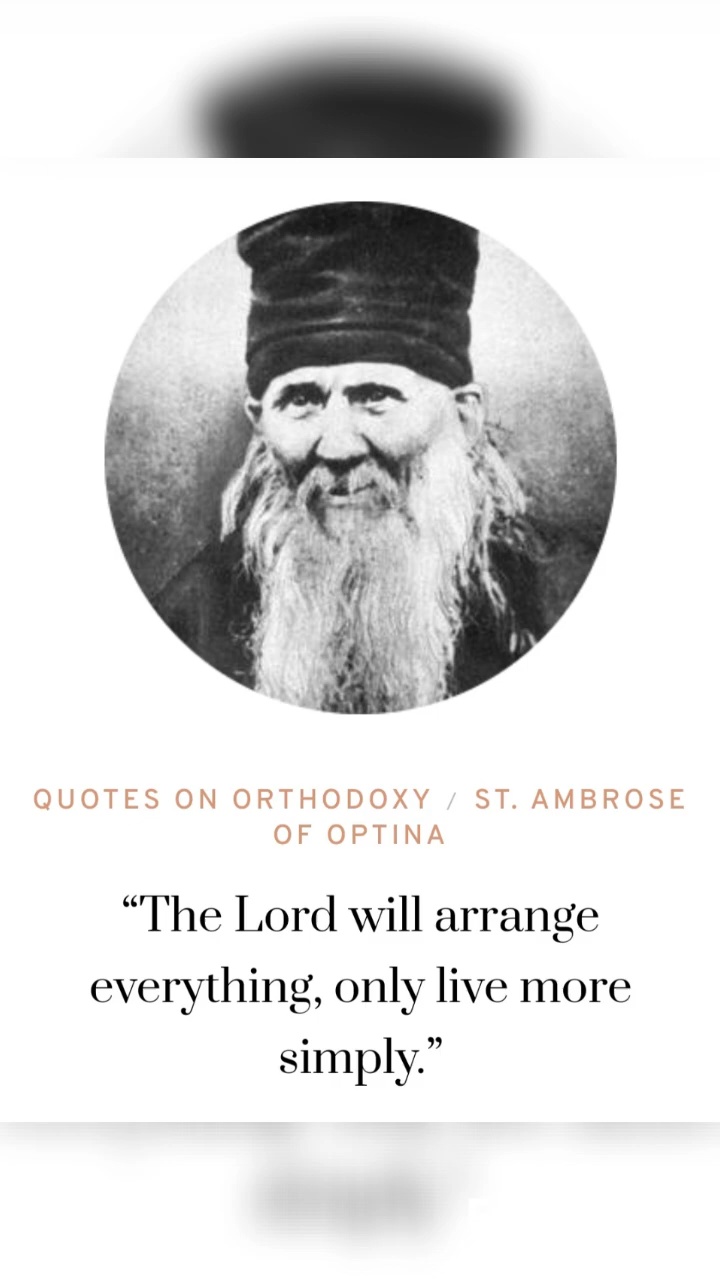 QUOTES ON ORTHODOXY / ST. AMBROSE
OF OPTINA
“The Lord will arrange
everything, only live more
simply.”